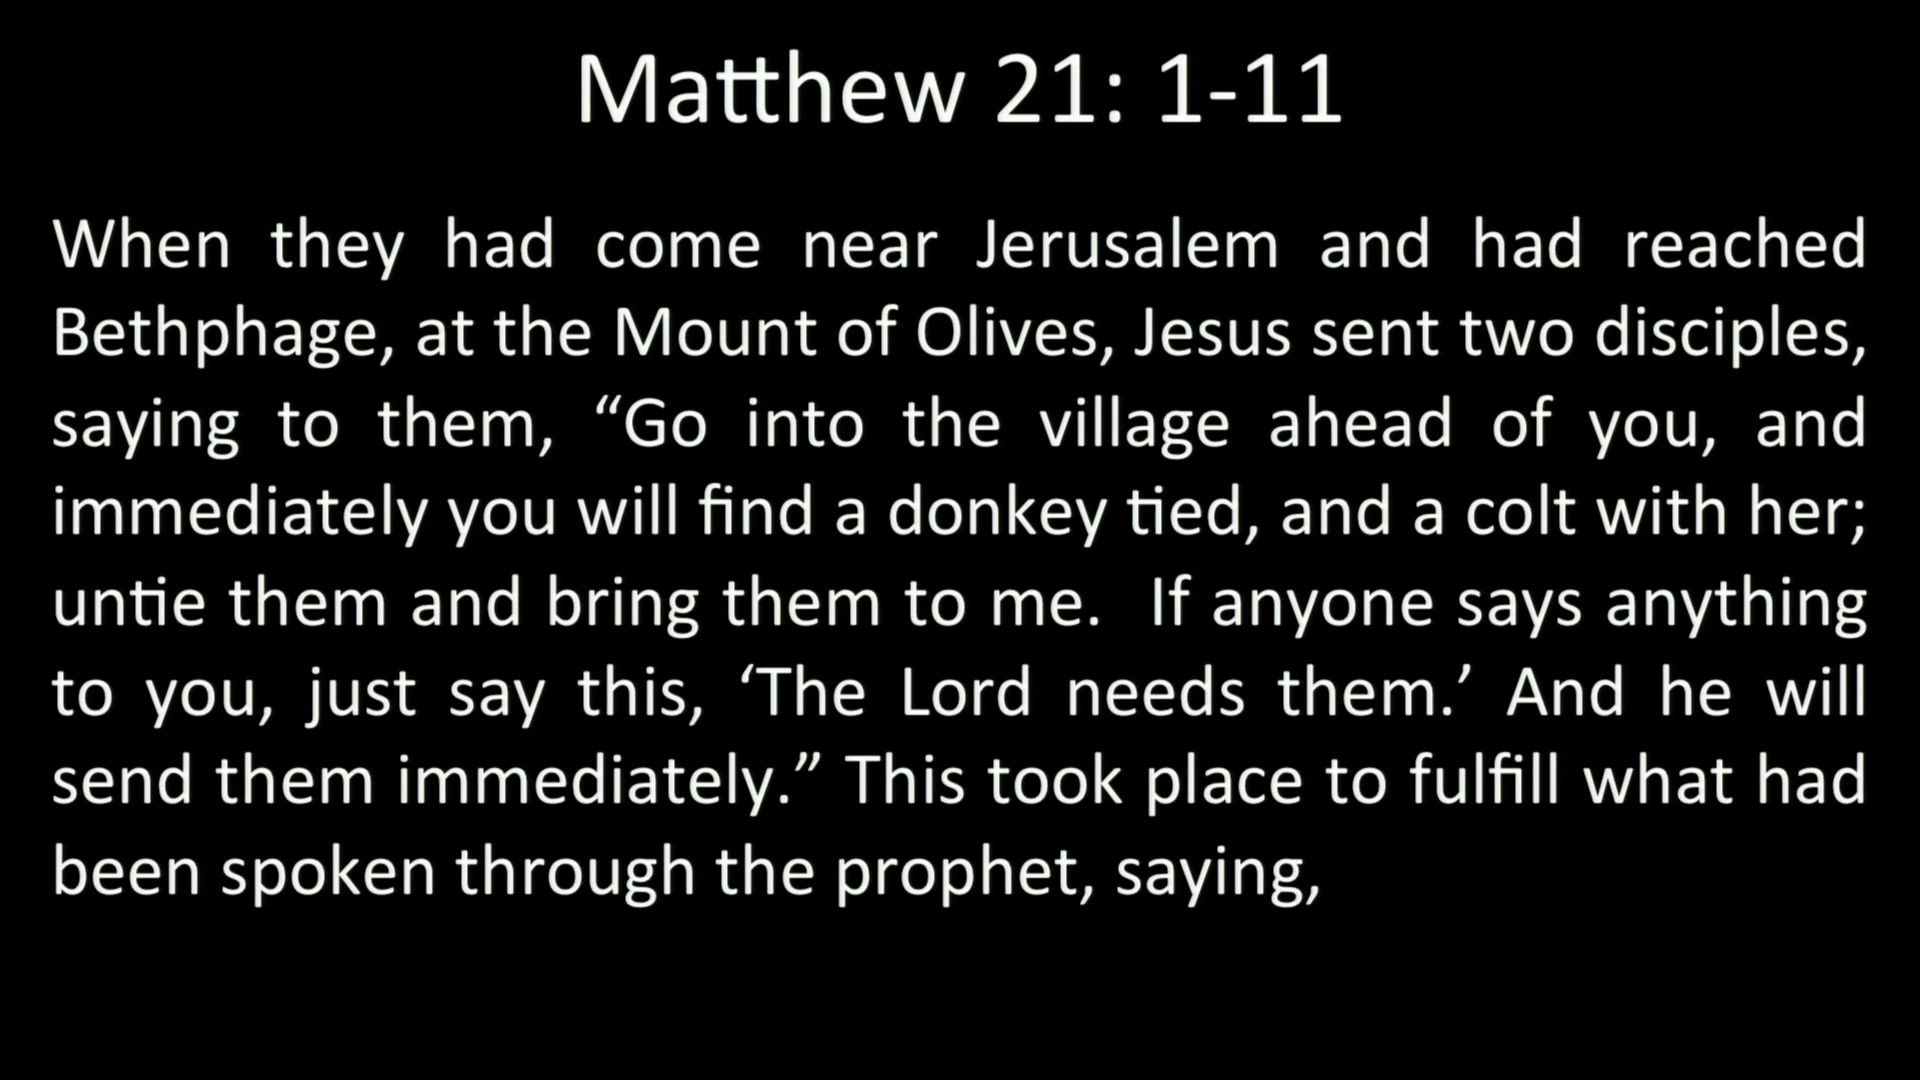 Matthew 21: 1-11
When they had come near Jerusalem and had reached
Bethphage, at the Mount of Olives, Jesus sent two disciples,
saying to them, “Go into the village ahead of you, and
immediately you will find a donkey tied, and a colt with her;
untie them and bring them to me.  If anyone says anything
to you, just say this, ‘The Lord needs them.’ And he will
send them immediately.” This took place to fulfill what had
been spoken through the prophet, saying,